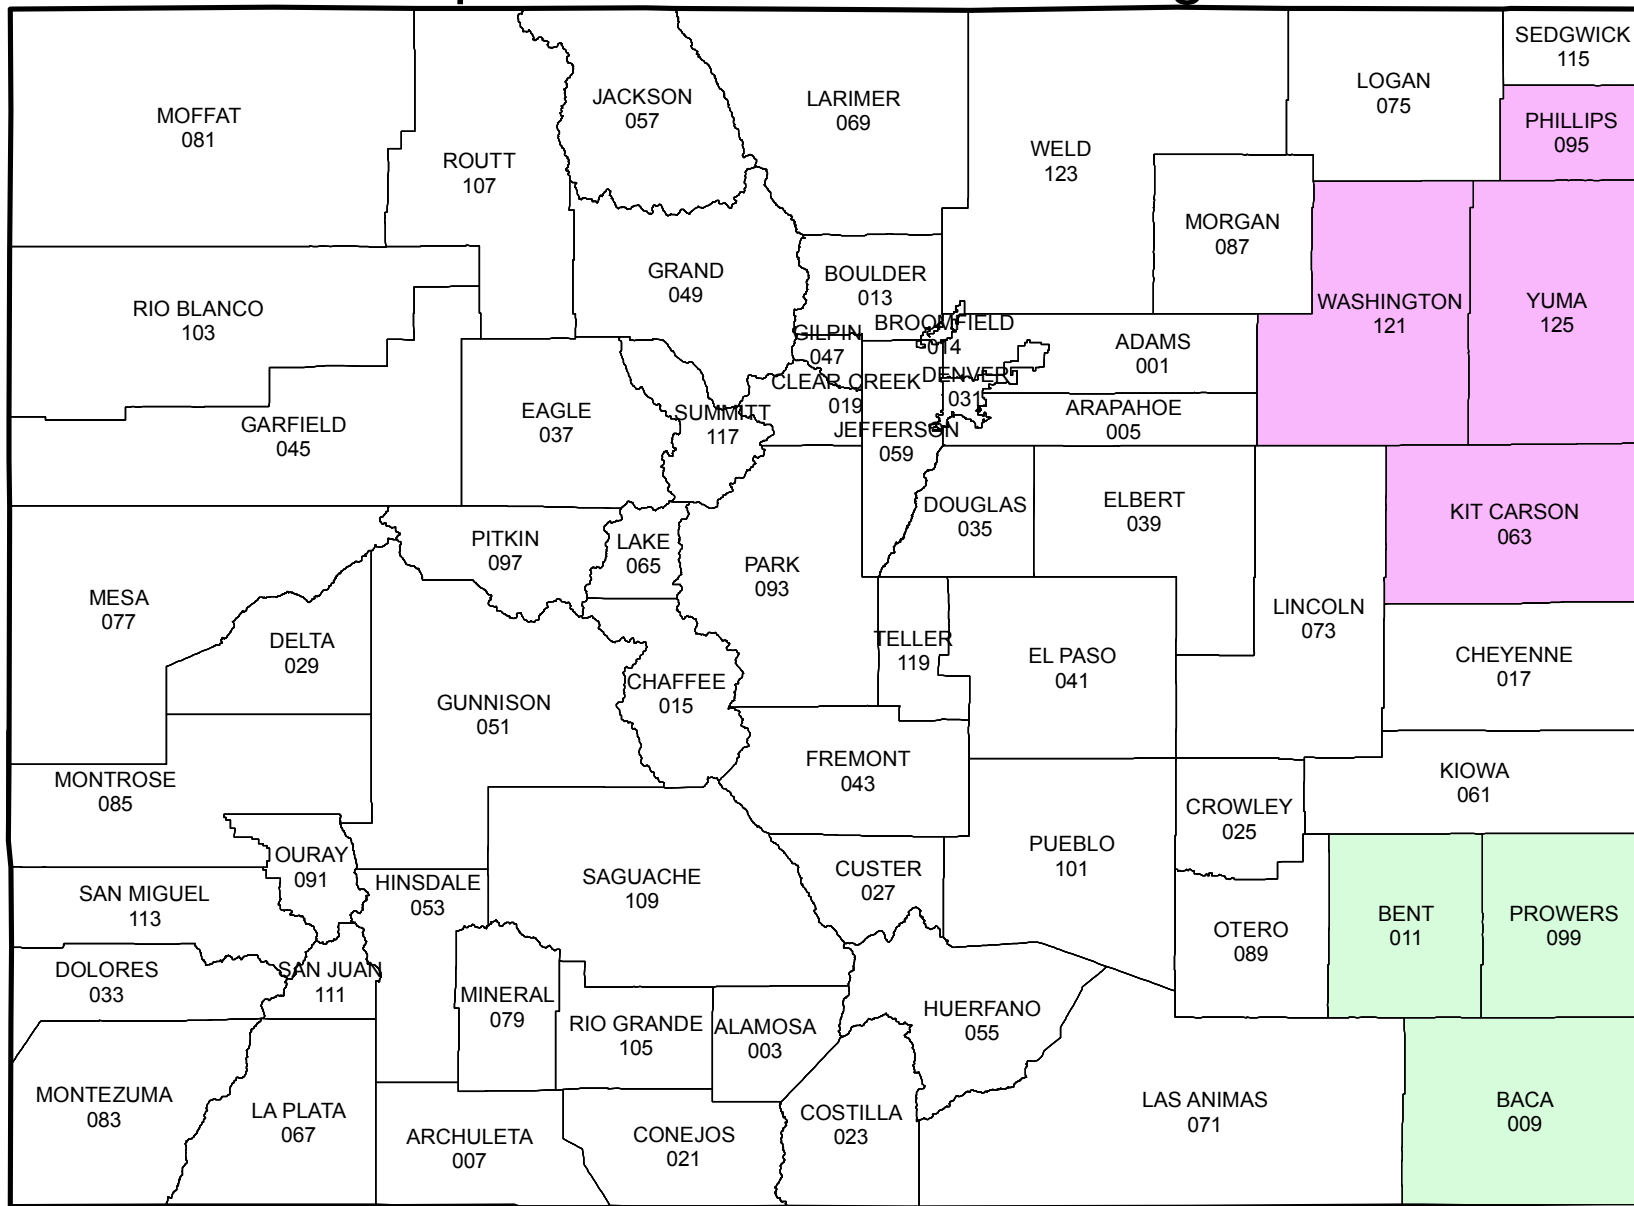 SEDGWICK
115
LOGAN
075
JACKSON
057
LARIMER
069
MOFFAT
081
PHILLIPS
095
ROUTT
107
WELD
123
MORGAN
087
GRAND
049
BOULDER
013
RIO BLANCO
103
WASHINGTON
121
YUMA
125
BROOMFIELD
014
GILPIN
047
ADAMS
001
CLEAR CREEK
019
DENVER
031
EAGLE
037
SUMMITT
117
ARAPAHOE
005
GARFIELD
045
JEFFERSON
059
DOUGLAS
035
ELBERT
039
KIT CARSON
063
PITKIN
097
LAKE
065
PARK
093
MESA
077
LINCOLN
073
DELTA
029
TELLER
119
EL PASO
041
CHEYENNE
017
CHAFFEE
015
GUNNISON
051
FREMONT
043
KIOWA
061
MONTROSE
085
CROWLEY
025
PUEBLO
101
OURAY
091
HINSDALE
053
SAGUACHE
109
CUSTER
027
SAN MIGUEL
113
BENT
011
PROWERS
099
OTERO
089
DOLORES
033
SAN JUAN
111
MINERAL
079
RIO GRANDE
105
ALAMOSA
003
HUERFANO
055
MONTEZUMA
083
LA PLATA
067
ARCHULETA
007
CONEJOS
021
COSTILLA
023
LAS ANIMAS
071
BACA
009